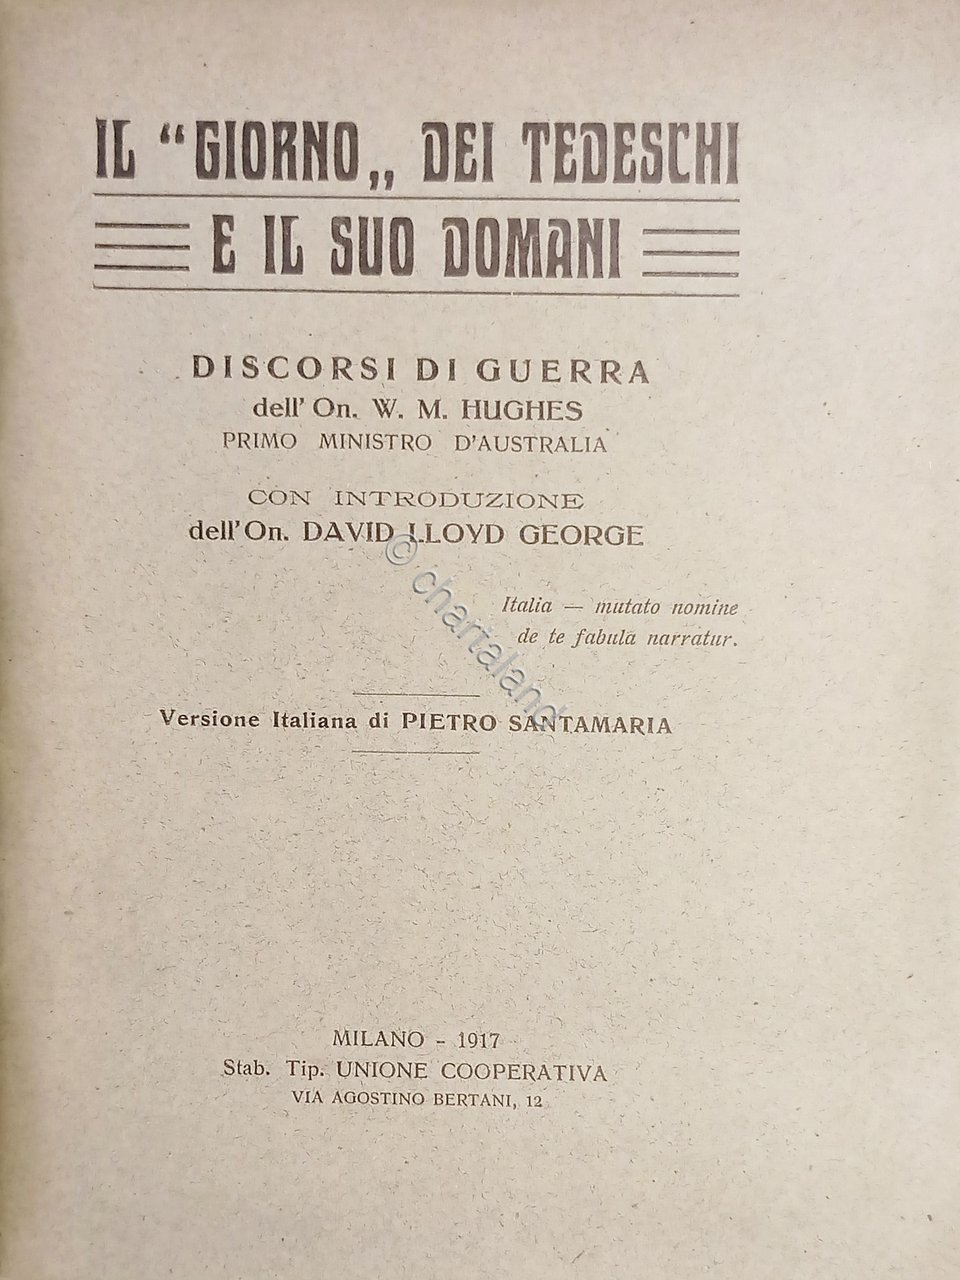 IL “GIORNO„ DEI TEDESCHI
E IL SUO DOMANI
DISCORSI DI GUERRA
dell' On. W. M. HUGHES
PRIMO MINISTRO D'AUSTRALIA
CON INTRODUZIONE
dell'On. DAVID LLOYD GEORGE
Italia — mutato nomine
de te fabula narratur.
Versione Italiana di PIETRO SANTAMARIA
MILANO - 1917
Stab. Tip. UNIONE COOPERATIVA
VIA AGOSTINO BERTANI, 12
© chartaland